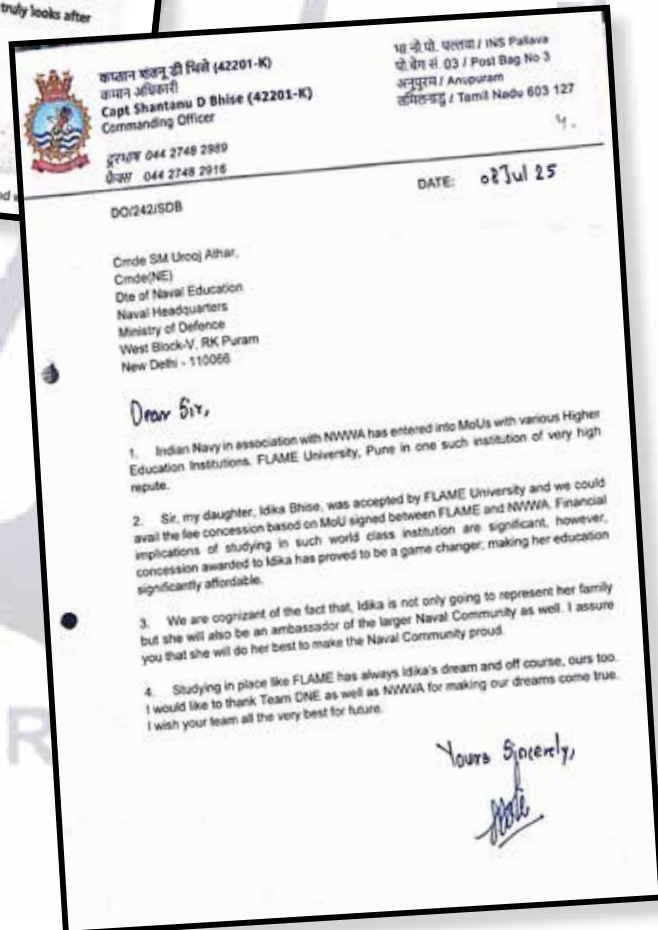 truly looks after
कप्तान शंतनु डी भिसे (42201-K)
कमान अधिकारी
Capt Shantanu D Bhise (42201-K)
Commanding Officer
दूरभाष 044 2748 2989
फैक्स 044 2748 2916
भा.नौ.पो. पल्लवा / INS Pallava
पो.बेग सं. 03 / Post Bag No 3
अनुपुरम / Anupuram
तमिलनाडु / Tamil Nadu 603 127
DO/242/SDB
DATE: 08 Jul 25
Cmde SM Urooj Athar,
Cmde(NE)
Dte of Naval Education
Naval Headquarters
Ministry of Defence
West Block-V, RK Puram
New Delhi - 110066
Dear Sir,
1. Indian Navy in association with NWWA has entered into MoUs with various Higher
Education Institutions. FLAME University, Pune in one such institution of very high
repute.
2. Sir, my daughter, Idika Bhise, was accepted by FLAME University and we could
avail the fee concession based on MoU signed between FLAME and NWWA. Financial
implications of studying in such world class institution are significant, however,
concession awarded to Idika has proved to be a game changer; making her education
significantly affordable.
3. We are cognizant of the fact that, Idika is not only going to represent her family
but she will also be an ambassador of the larger Naval Community as well. I assure
you that she will do her best to make the Naval Community proud.
4. Studying in place like FLAME has always Idika's dream and off course, ours too.
I would like to thank Team DNE as well as NWWA for making our dreams come true.
I wish your team all the very best for future.
Yours Sincerely,